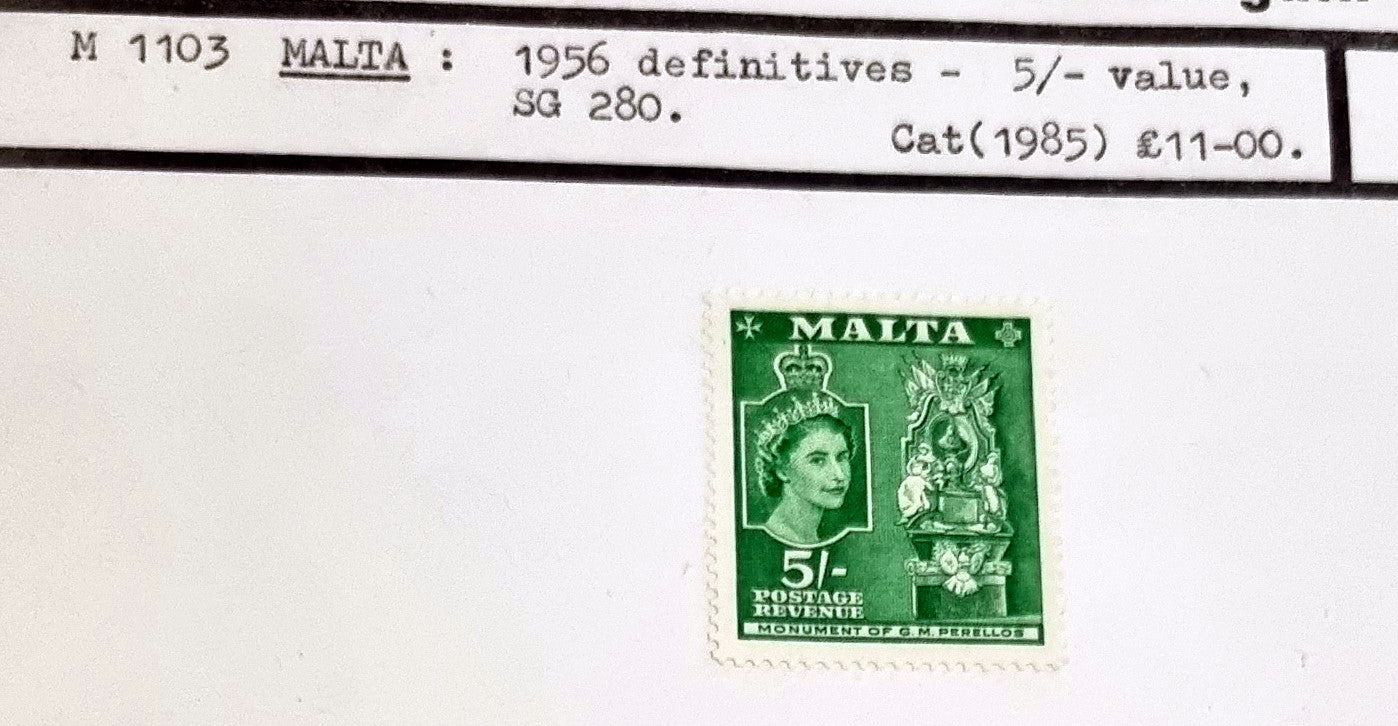 M 1103 MALTA : 1956 definitives - 5/- value,
SG 280.
Cat(1985) £11-00.
MALTA
5/-
POSTAGE
REVENUE
MONUMENT OF G. M. PERELLOS